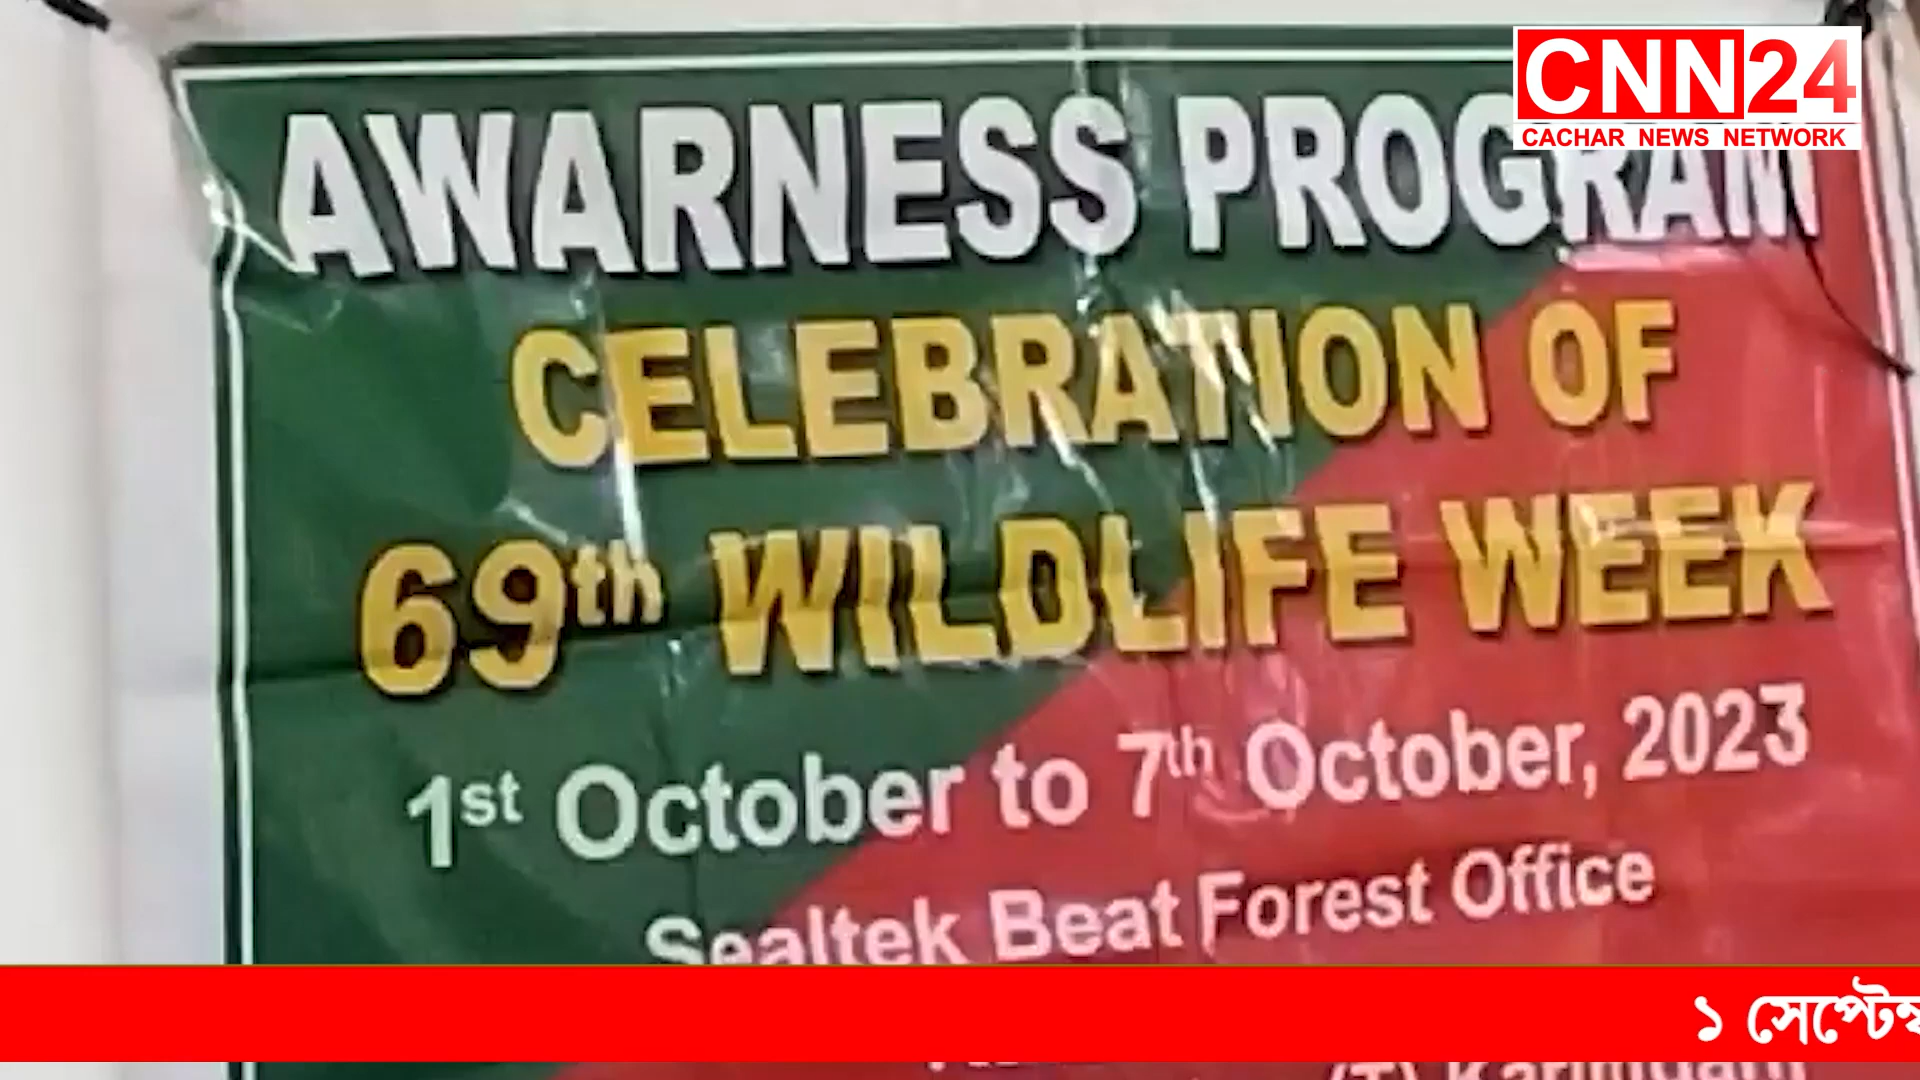 CNN24
CACHAR NEWS NETWORK
AWARNESS PROGRAM
CELEBRATION OF
69th WILDLIFE WEEK
1st October to 7th October, 2023
Sealtek Beat Forest Office
১ সেপ্টেম্ব